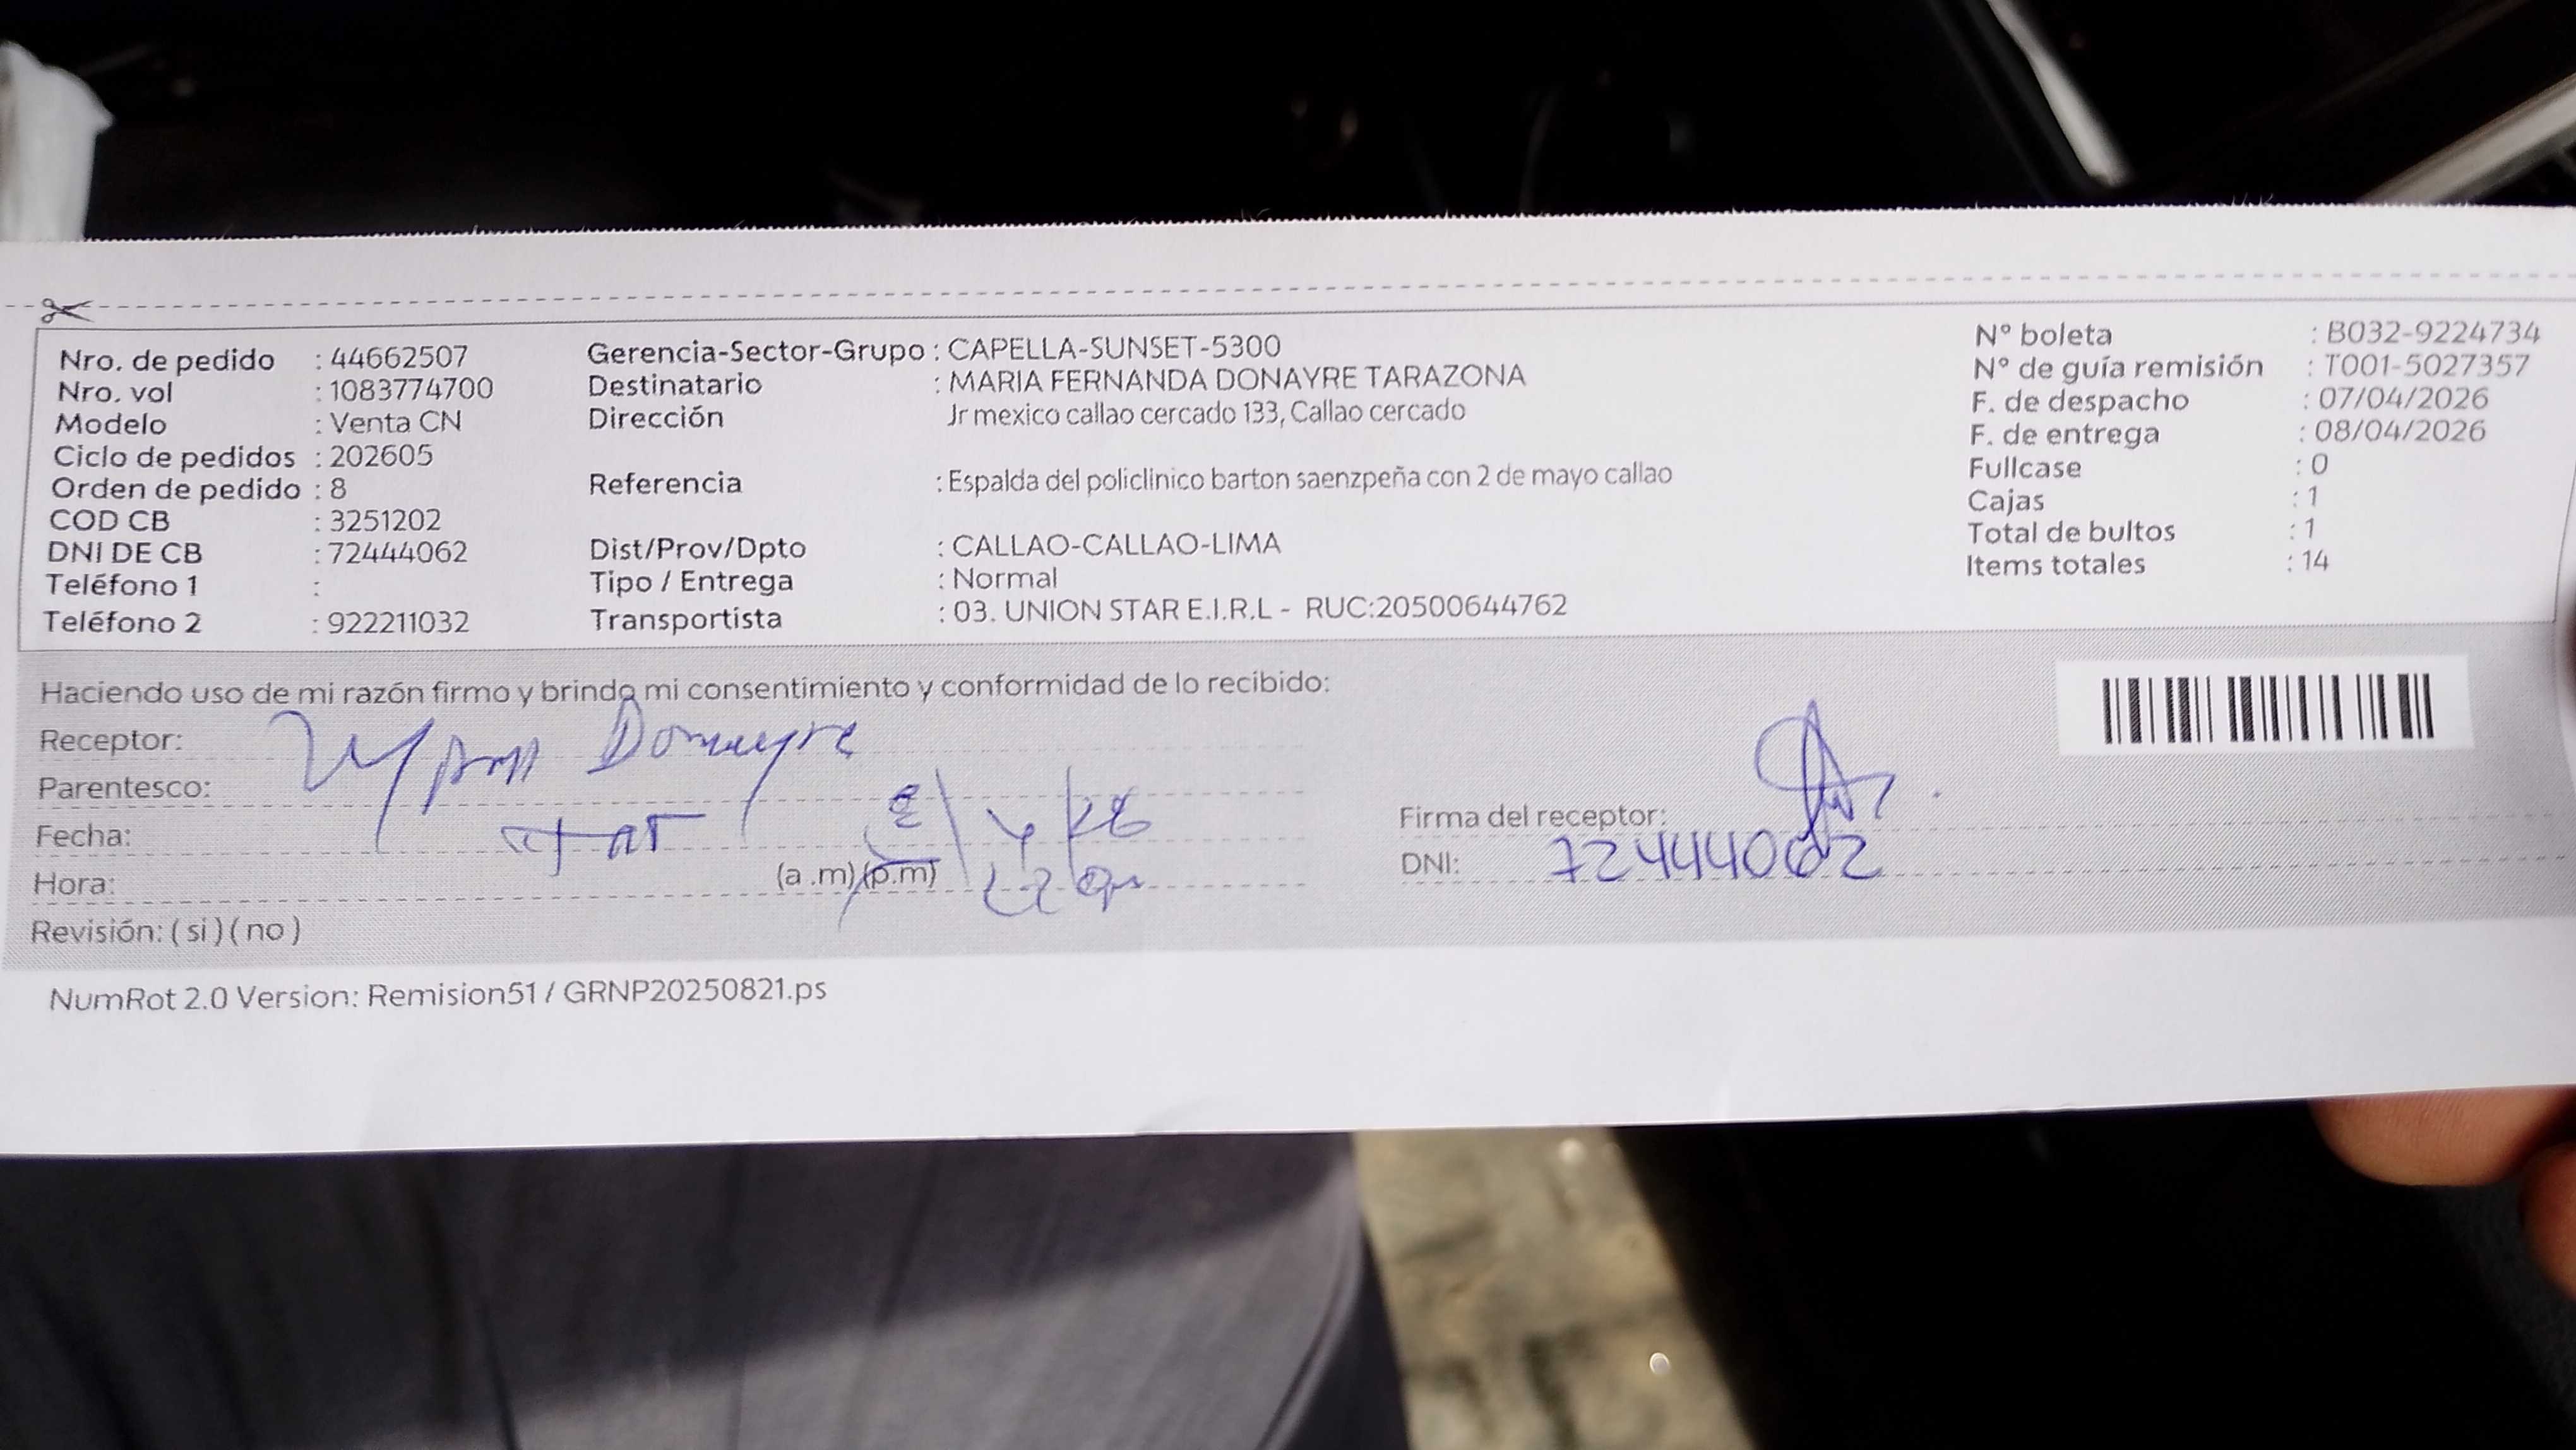 Nro. de pedido : 44662507
Nro. vol : 1083774700
Modelo : Venta CN
Ciclo de pedidos : 202605
Orden de pedido : 8
COD CB : 3251202
DNI DE CB : 72444062
Teléfono 1 :
Teléfono 2 : 922211032
Gerencia-Sector-Grupo : CAPELLA-SUNSET-5300
Destinatario : MARIA FERNANDA DONAYRE TARAZONA
Dirección Jr mexico callao cercado 133, Callao cercado
Referencia : Espalda del policlinico barton saenzpeña con 2 de mayo callao
Dist/Prov/Dpto : CALLAO-CALLAO-LIMA
Tipo / Entrega : Normal
Transportista : 03. UNION STAR E.I.R.L - RUC:20500644762
N° boleta : B032-9224734
N° de guía remisión : T001-5027357
F. de despacho : 07/04/2026
F. de entrega : 08/04/2026
Fullcase : 0
Cajas : 1
Total de bultos : 1
Items totales : 14
Haciendo uso de mi razón firmo y brindo mi consentimiento y conformidad de lo recibido:
Receptor: Donayre
Parentesco:
Fecha:
Hora: (a .m) (p.m)
Revisión: ( si ) ( no )
Firma del receptor:
DNI: 72444062
NumRot 2.0 Version: Remision51 / GRNP20250821.ps